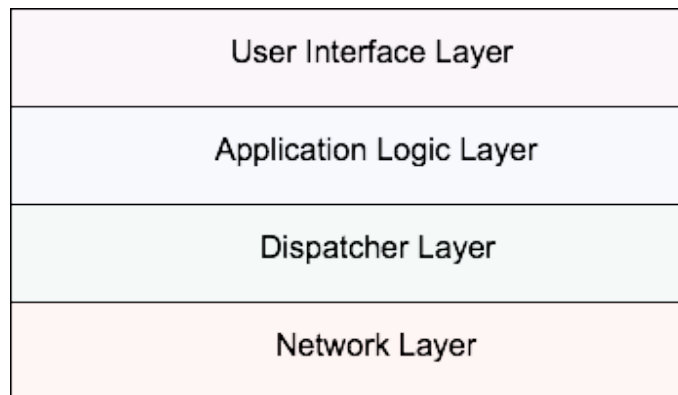 User Interface Layer
Application Logic Layer
Dispatcher Layer
Network Layer